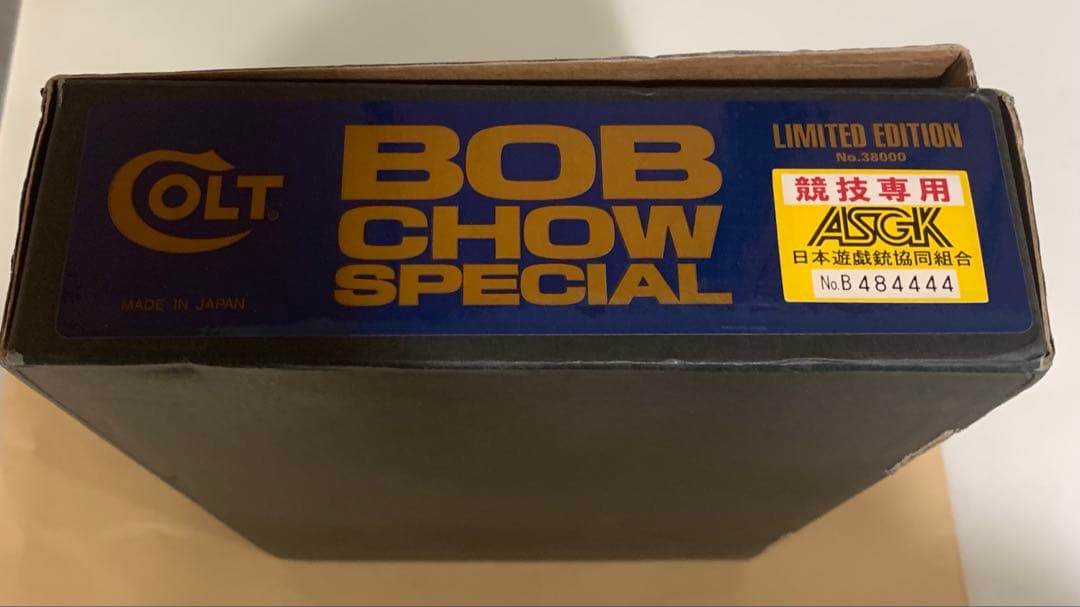 COLT
MADE IN JAPAN
BOB
CHOW
SPECIAL
LIMITED EDITION
No.38000
競技専用
ASGK
日本遊戯銃協同組合
No.B 484444